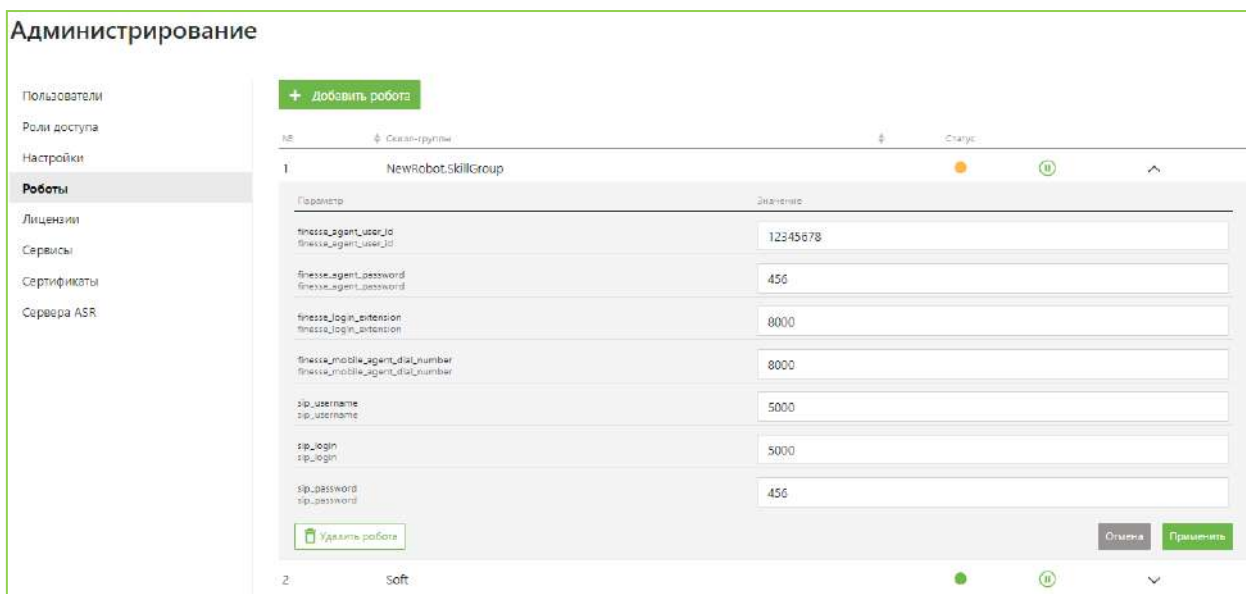 Администрирование
Пользователи
Роли доступа
Настройки
Роботы
Лицензии
Сервисы
Сертификаты
Сервера ASR
+ Добавить робота
№ Скилл-группы Статус
1 NewRobot.SkillGroup
Параметр Значение
finesse_agent_user_id 12345678
finesse_agent_user_id
finesse_agent_password 456
finesse_agent_password
finesse_login_extension 8000
finesse_login_extension
finesse_mobile_agent_dial_number 8000
finesse_mobile_agent_dial_number
sip_username 5000
sip_username
sip_login 5000
sip_login
sip_password 456
sip_password
Удалить робота Отмена Применить
2 Soft